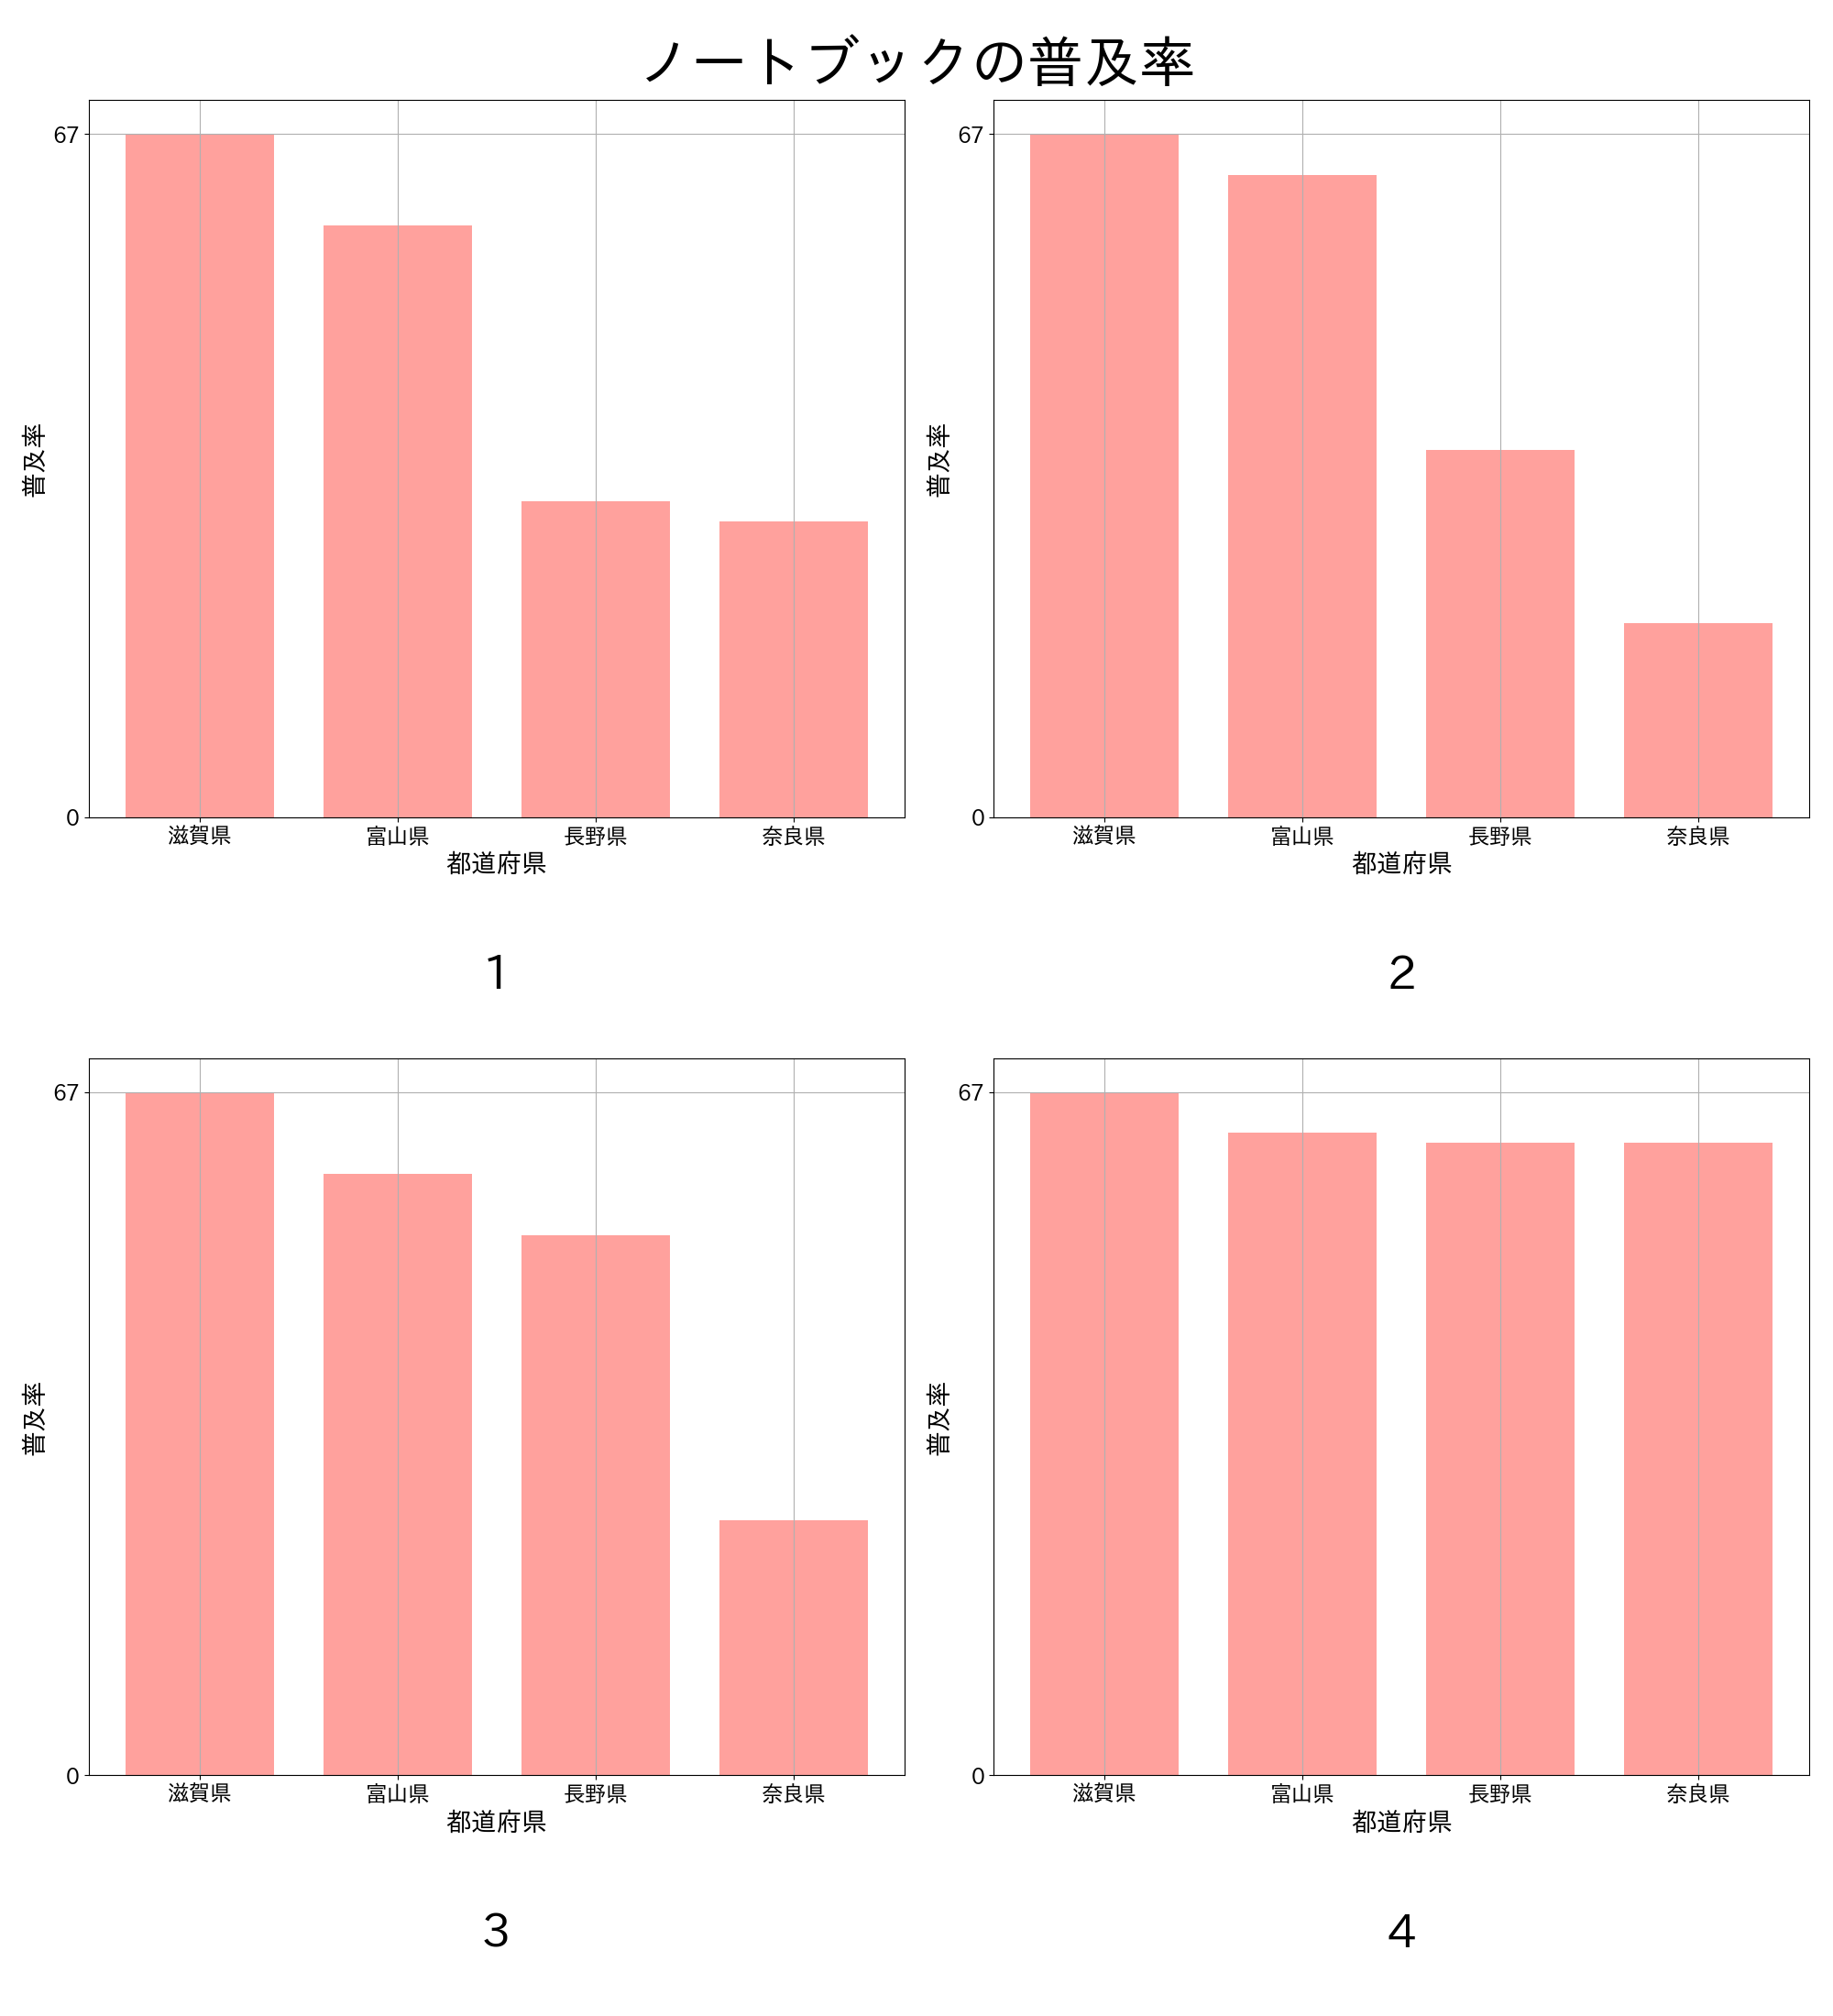 ノートブックの普及率
67
0
普及率
滋賀県 富山県 長野県 奈良県
都道府県
1
67
0
普及率
滋賀県 富山県 長野県 奈良県
都道府県
2
67
0
普及率
滋賀県 富山県 長野県 奈良県
都道府県
3
67
0
普及率
滋賀県 富山県 長野県 奈良県
都道府県
4